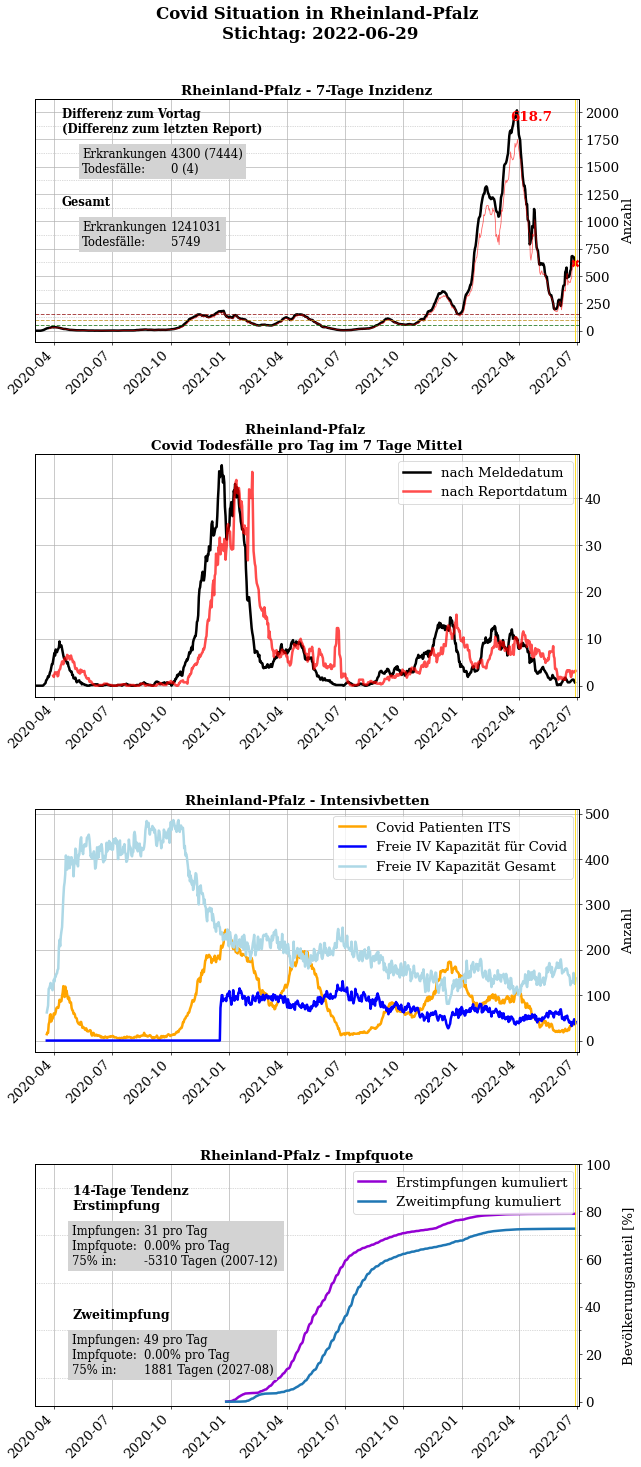 Covid Situation in Rheinland-Pfalz
Stichtag: 2022-06-29
Rheinland-Pfalz - 7-Tage Inzidenz
Differenz zum Vortag
(Differenz zum letzten Report)
Erkrankungen 4300 (7444)
Todesfälle: 0 (4)
Gesamt
Erkrankungen 1241031
Todesfälle: 5749
618.7
2000
1750
1500
1250
1000
750
500
250
0
Anzahl
2020-04 2020-07 2020-10 2021-01 2021-04 2021-07 2021-10 2022-01 2022-04 2022-07
Rheinland-Pfalz
Covid Todesfälle pro Tag im 7 Tage Mittel
nach Meldedatum
nach Reportdatum
40
30
20
10
0
2020-04 2020-07 2020-10 2021-01 2021-04 2021-07 2021-10 2022-01 2022-04 2022-07
Rheinland-Pfalz - Intensivbetten
Covid Patienten ITS
Freie IV Kapazität für Covid
Freie IV Kapazität Gesamt
500
400
300
200
100
0
Anzahl
2020-04 2020-07 2020-10 2021-01 2021-04 2021-07 2021-10 2022-01 2022-04 2022-07
Rheinland-Pfalz - Impfquote
14-Tage Tendenz
Erstimpfung
Impfungen: 31 pro Tag
Impfquote: 0.00% pro Tag
75% in: -5310 Tagen (2007-12)
Zweitimpfung
Impfungen: 49 pro Tag
Impfquote: 0.00% pro Tag
75% in: 1881 Tagen (2027-08)
Erstimpfungen kumuliert
Zweitimpfung kumuliert
100
80
60
40
20
0
Bevölkerungsanteil [%]
2020-04 2020-07 2020-10 2021-01 2021-04 2021-07 2021-10 2022-01 2022-04 2022-07